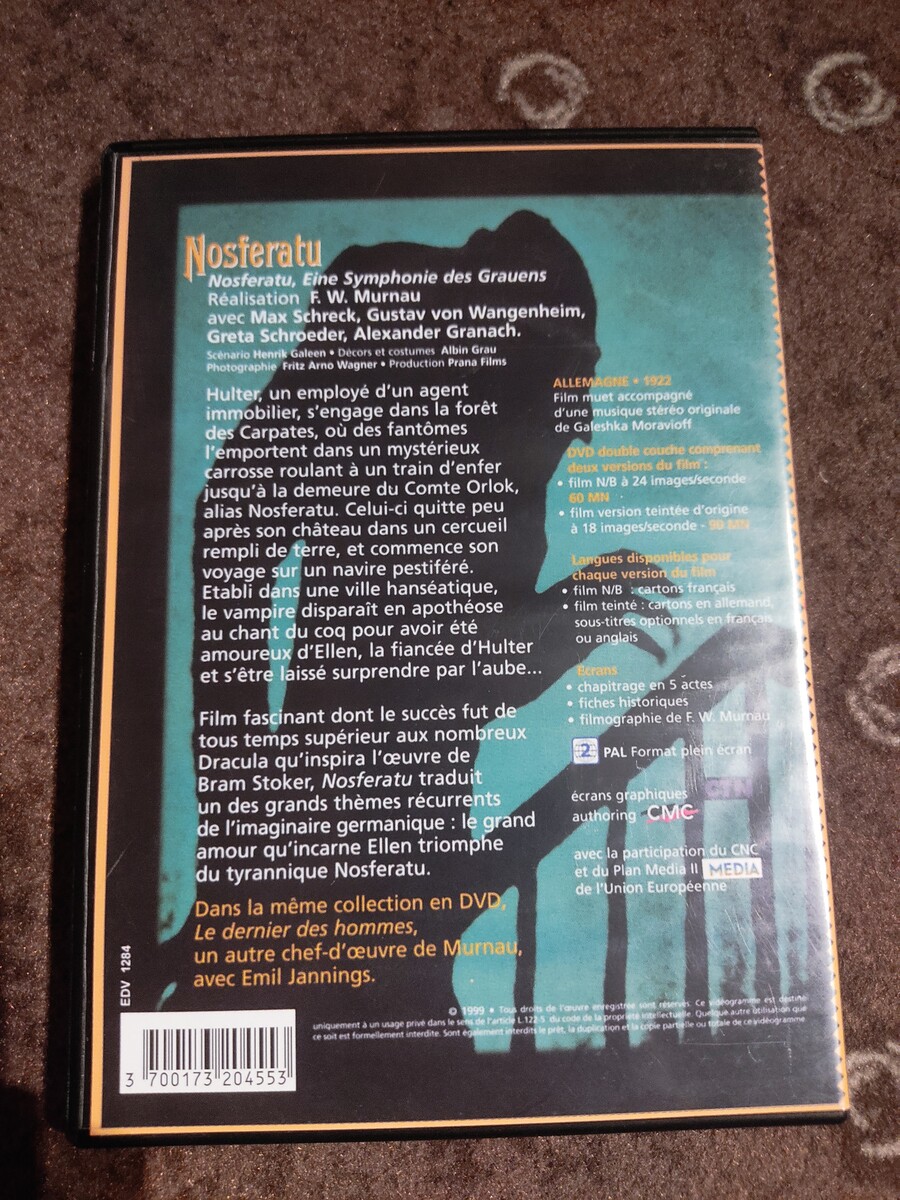 Nosferatu
Nosferatu, Eine Symphonie des Grauens
Réalisation F. W. Murnau
avec Max Schreck, Gustav von Wangenheim,
Greta Schroeder, Alexander Granach.
Scénario Henrik Galeen • Décors et costumes Albin Grau
Photographie Fritz Arno Wagner • Production Prana Films
Hulter, un employé d'un agent
immobilier, s'engage dans la forêt
des Carpates, où des fantômes
l'emportent dans un mystérieux
carrosse roulant à un train d'enfer
jusqu'à la demeure du Comte Orlok,
alias Nosferatu. Celui-ci quitte peu
après son château dans un cercueil
rempli de terre, et commence son
voyage sur un navire pestiféré.
Etabli dans une ville hanséatique,
le vampire disparaît en apothéose
au chant du coq pour avoir été
amoureux d'Ellen, la fiancée d'Hulter
et s'être laissé surprendre par l'aube...
Film fascinant dont le succès fut de
tous temps supérieur aux nombreux
Dracula qu'inspira l'œuvre de
Bram Stoker, Nosferatu traduit
un des grands thèmes récurrents
de l'imaginaire germanique : le grand
amour qu'incarne Ellen triomphe
du tyrannique Nosferatu.
Dans la même collection en DVD,
Le dernier des hommes,
un autre chef-d'œuvre de Murnau,
avec Emil Jannings.
ALLEMAGNE • 1922
Film muet accompagné
d'une musique stéréo originale
de Galeshka Moravioff
DVD double couche comprenant
deux versions du film :
• film N/B à 24 images/seconde
60 MN
• film version teintée d'origine
à 18 images/seconde - 90 MN
Langues disponibles pour
chaque version du film
• film N/B : cartons français
• film teinté : cartons en allemand,
sous-titres optionnels en français
ou anglais
Ecrans
• chapitrage en 5 actes
• fiches historiques
• filmographie de F. W. Murnau
2 PAL Format plein écran
écrans graphiques GTN
authoring CMC
avec la participation du CNC
et du Plan Media II MEDIA
de l'Union Européenne
EDV 1284
3 700173 204553
© 1999 • Tous droits de l'œuvre enregistrée sont réservés. Ce vidéogramme est destiné
uniquement à un usage privé dans le sens de l'article L.122-5 du code de la propriété intellectuelle. Quelque autre utilisation que
ce soit est formellement interdite. Sont également interdits le prêt, la duplication et la copie partielle ou totale de ce vidéogramme.